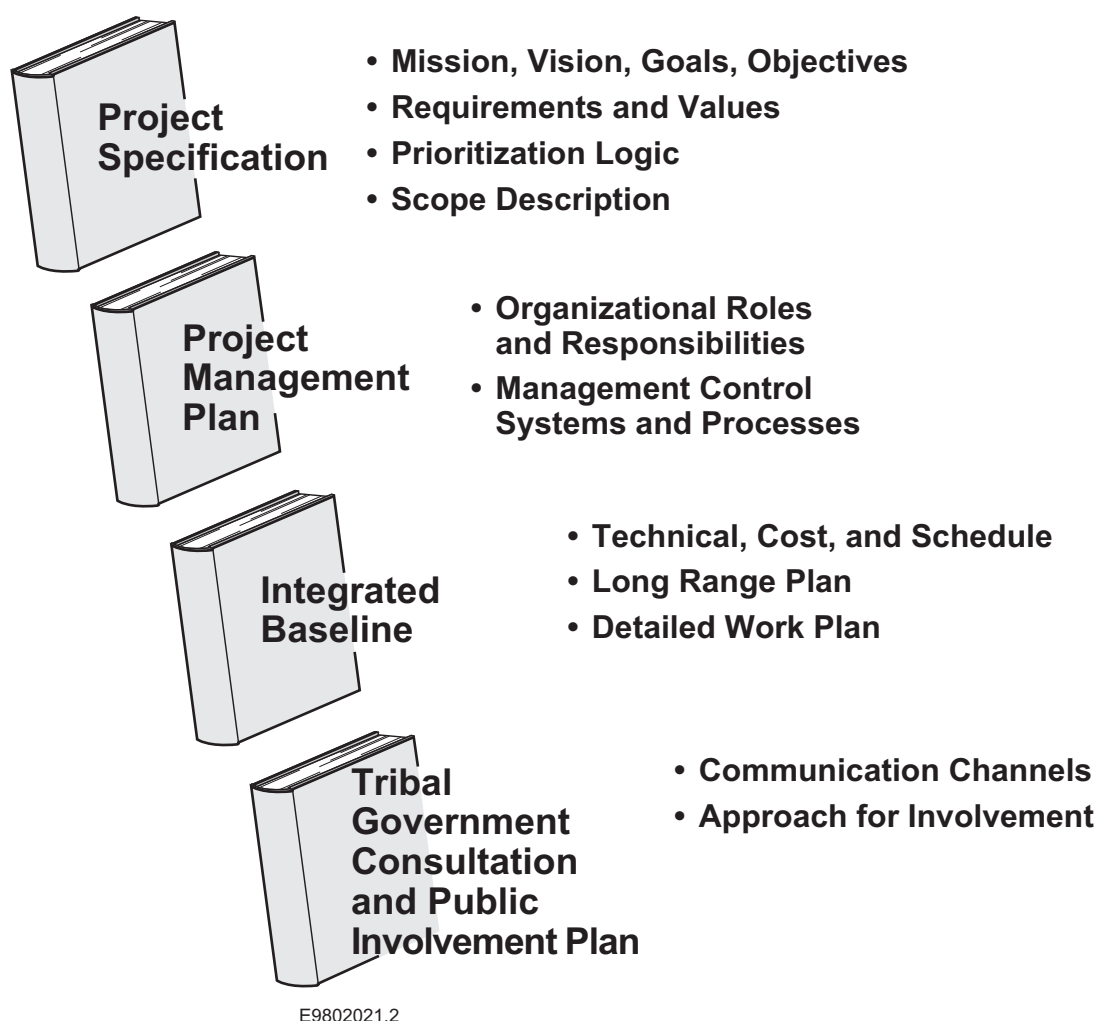 Project
Specification
• Mission, Vision, Goals, Objectives
• Requirements and Values
• Prioritization Logic
• Scope Description
Project
Management
Plan
• Organizational Roles
and Responsibilities
• Management Control
Systems and Processes
Integrated
Baseline
• Technical, Cost, and Schedule
• Long Range Plan
• Detailed Work Plan
Tribal
Government
Consultation
and Public
Involvement Plan
• Communication Channels
• Approach for Involvement
E9802021.2